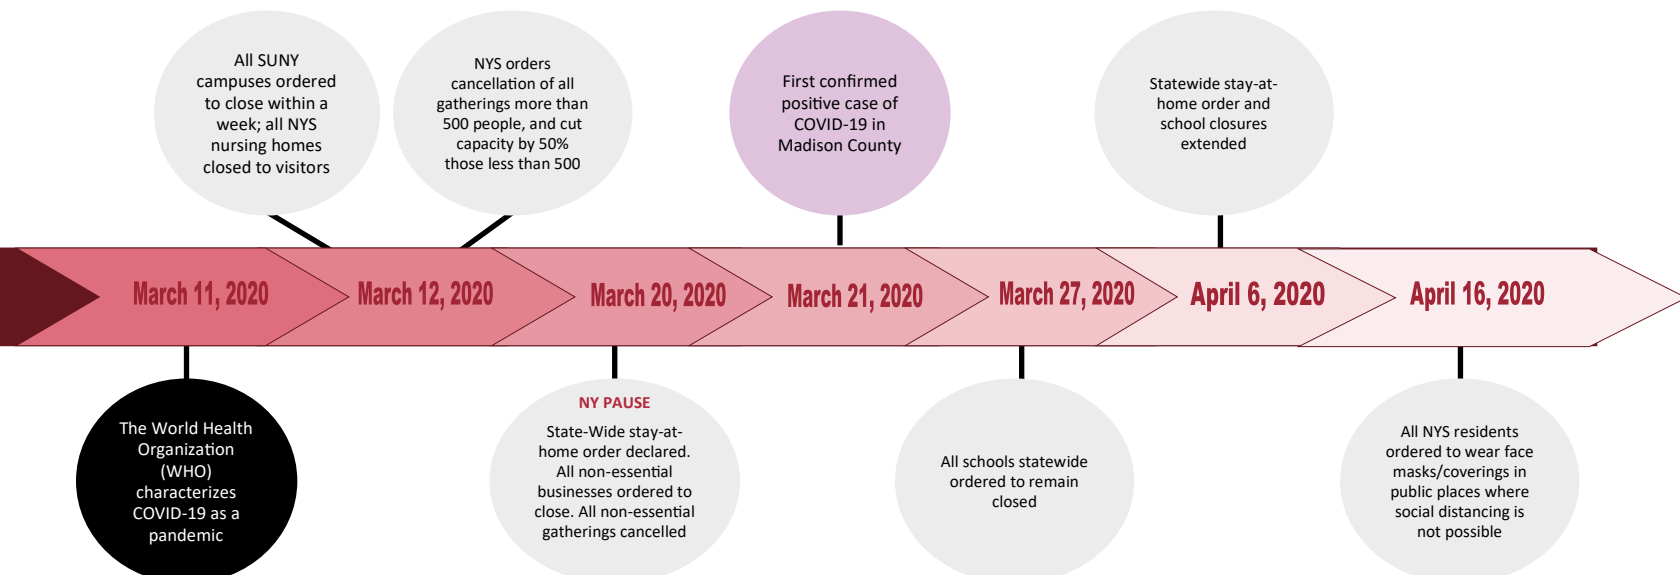 All SUNY
campuses ordered
to close within a
week; all NYS
nursing homes
closed to visitors
NYS orders
cancellation of all
gatherings more than
500 people, and cut
capacity by 50%
those less than 500
First confirmed
positive case of
COVID-19 in
Madison County
Statewide stay-at-
home order and
school closures
extended
March 11, 2020
March 12, 2020
March 20, 2020
March 21, 2020
March 27, 2020
April 6, 2020
April 16, 2020
The World Health
Organization
(WHO)
characterizes
COVID-19 as a
pandemic
NY PAUSE
State-Wide stay-at-
home order declared.
All non-essential
businesses ordered to
close. All non-essential
gatherings cancelled
All schools statewide
ordered to remain
closed
All NYS residents
ordered to wear face
masks/coverings in
public places where
social distancing is
not possible